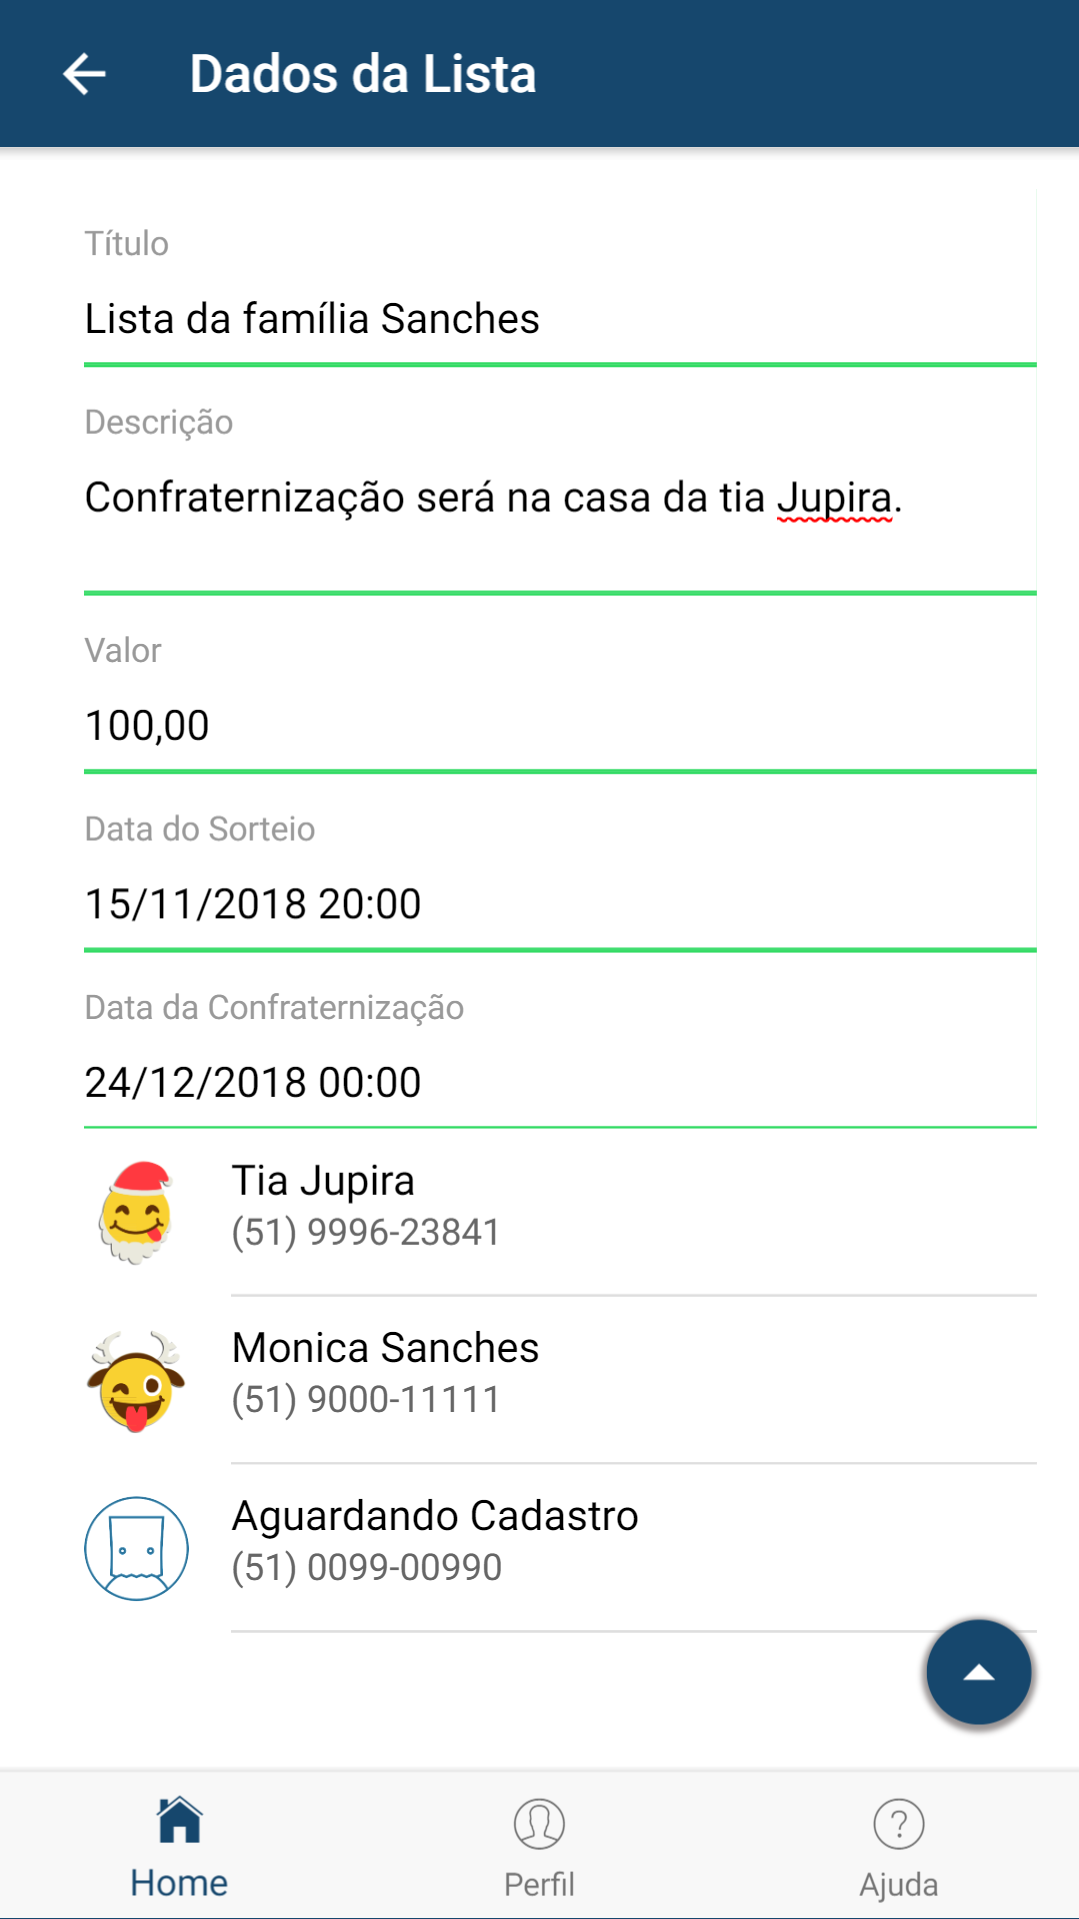 Dados da Lista
Título
Lista da família Sanches
Descrição
Confraternização será na casa da tia Jupira.
Valor
100,00
Data do Sorteio
15/11/2018 20:00
Data da Confraternização
24/12/2018 00:00
Tia Jupira
(51) 9996-23841
Monica Sanches
(51) 9000-11111
Aguardando Cadastro
(51) 0099-00990
Home
Perfil
?
Ajuda